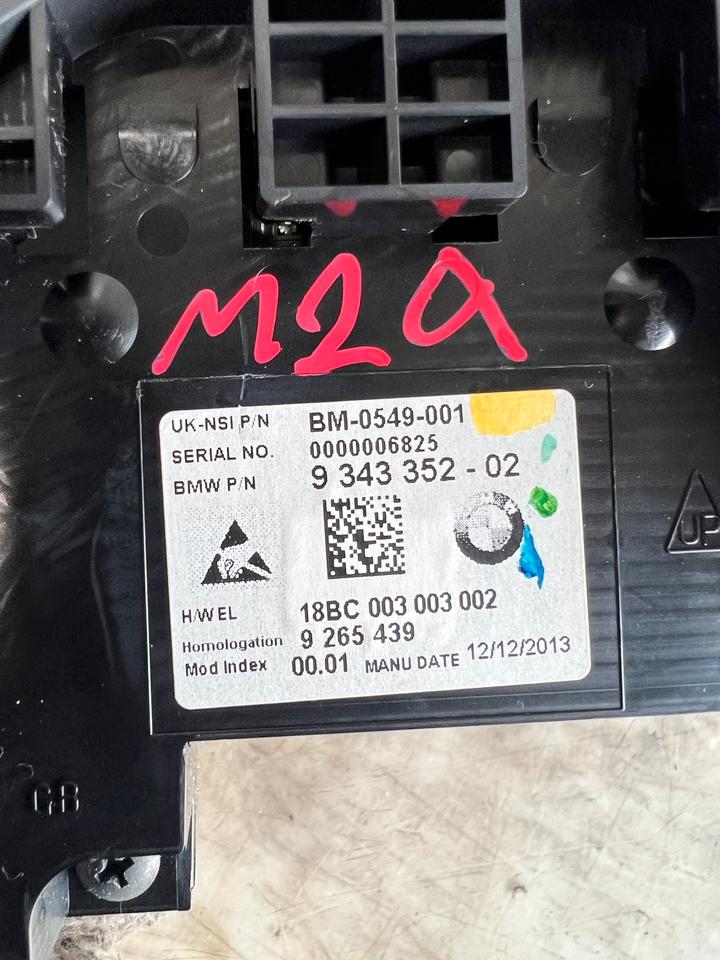 M2A
UK-NSI P/N BM-0549-001
SERIAL NO. 0000006825
BMW P/N 9 343 352 - 02
H/W EL 18BC 003 003 002
Homologation 9 265 439
Mod Index 00.01 MANU DATE 12/12/2013
UP
GB